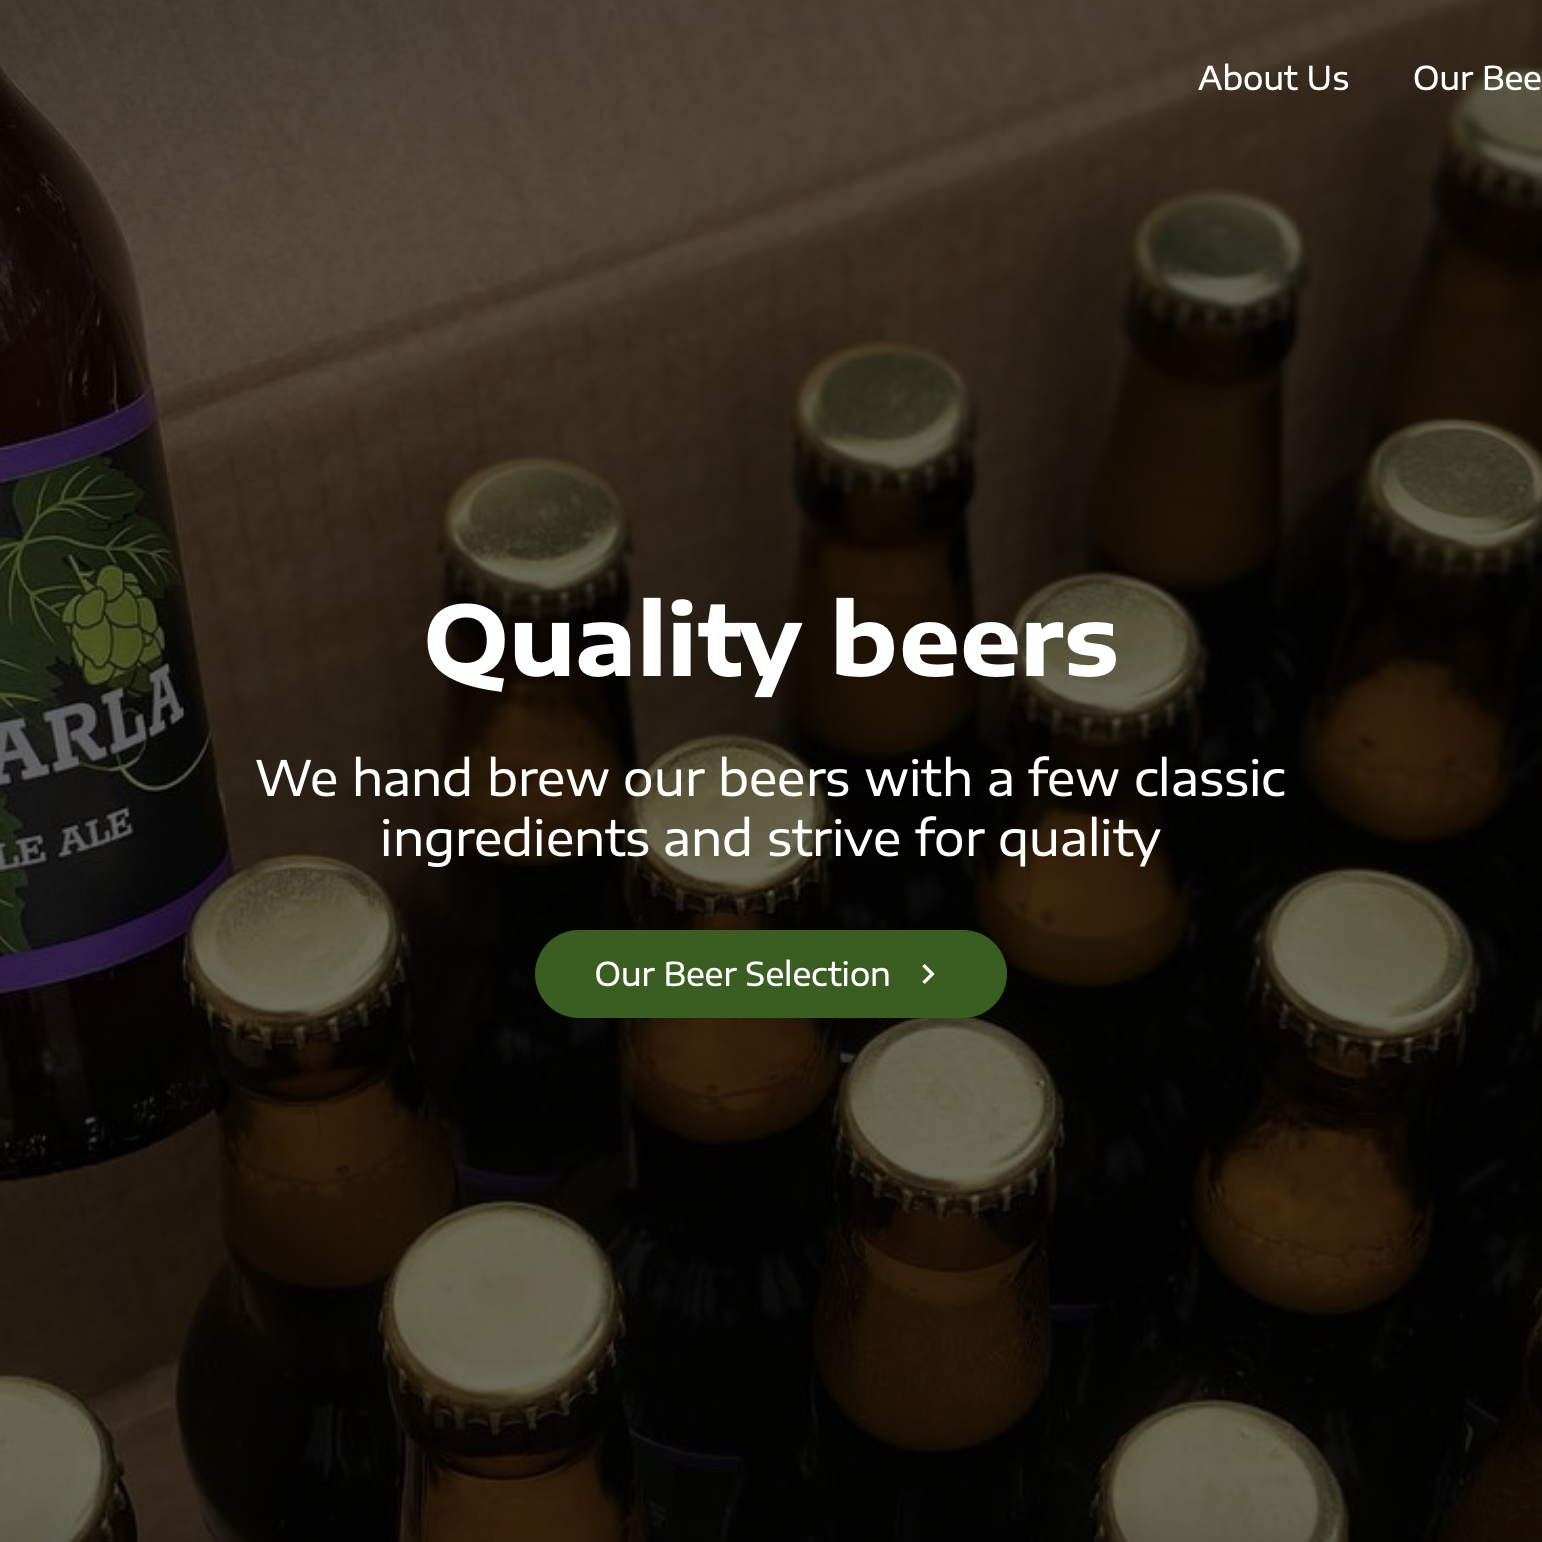 About Us Our Bee
Quality beers
We hand brew our beers with a few classic
ingredients and strive for quality
Our Beer Selection
ARLA
LE ALE